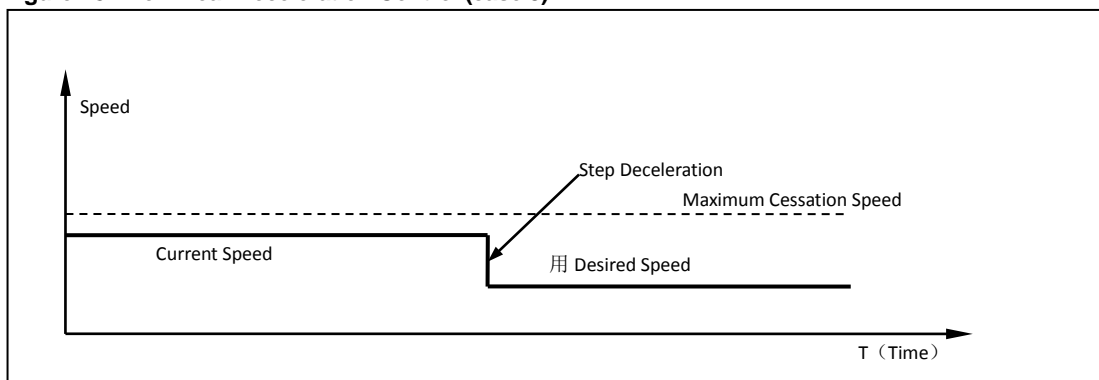 Speed
Step Deceleration
Maximum Cessation Speed
Current Speed
用 Desired Speed
T（Time）